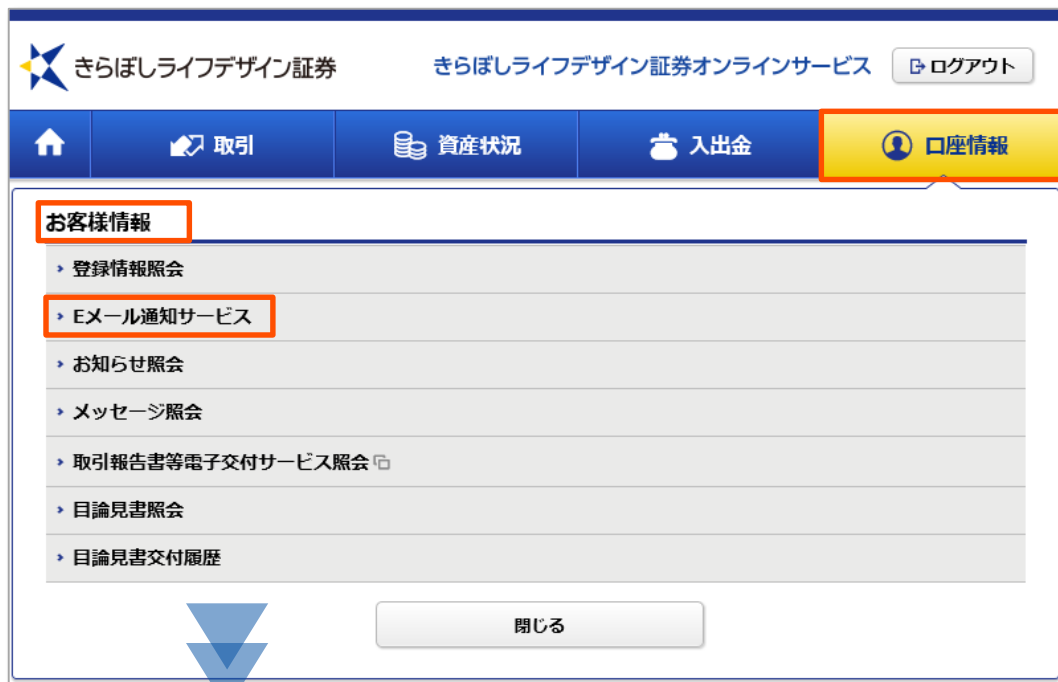 きらぼしライフデザイン証券 きらぼしライフデザイン証券オンラインサービス ログアウト
取引 資産状況 入出金 口座情報
お客様情報
登録情報照会
Eメール通知サービス
お知らせ照会
メッセージ照会
取引報告書等電子交付サービス照会
目論見書照会
目論見書交付履歴
閉じる